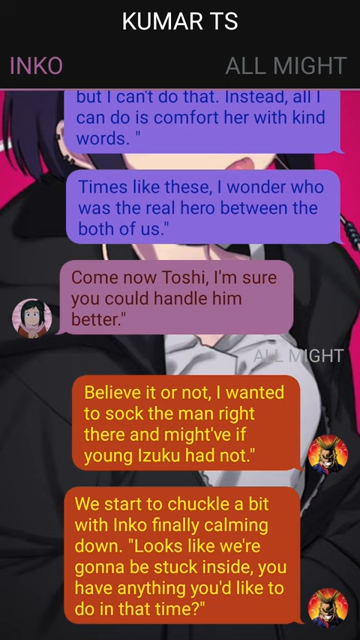 KUMAR TS
INKO
ALL MIGHT
but I can't do that. Instead, all I
can do is comfort her with kind
words. "
Times like these, I wonder who
was the real hero between the
both of us."
Come now Toshi, I'm sure
you could handle him
better."
ALL MIGHT
Believe it or not, I wanted
to sock the man right
there and might've if
young Izuku had not."
We start to chuckle a bit
with Inko finally calming
down. "Looks like we're
gonna be stuck inside, you
have anything you'd like to
do in that time?"